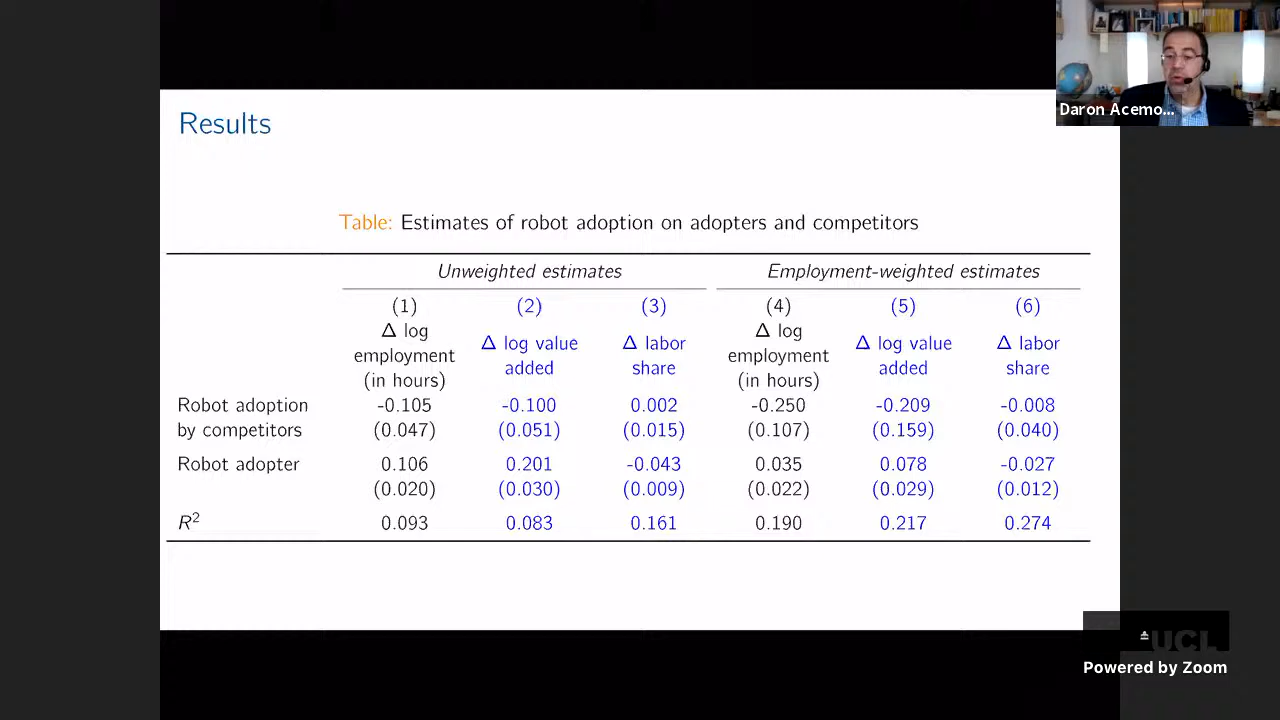 Daron Acemo...
Results
Table: Estimates of robot adoption on adopters and competitors
Unweighted estimates Employment-weighted estimates
(1) (2) (3) (4) (5) (6)
Δ log employment (in hours) Δ log value added Δ labor share Δ log employment (in hours) Δ log value added Δ labor share
Robot adoption -0.105 -0.100 0.002 -0.250 -0.209 -0.008
by competitors (0.047) (0.051) (0.015) (0.107) (0.159) (0.040)
Robot adopter 0.106 0.201 -0.043 0.035 0.078 -0.027
(0.020) (0.030) (0.009) (0.022) (0.029) (0.012)
R² 0.093 0.083 0.161 0.190 0.217 0.274
UCL
Powered by Zoom